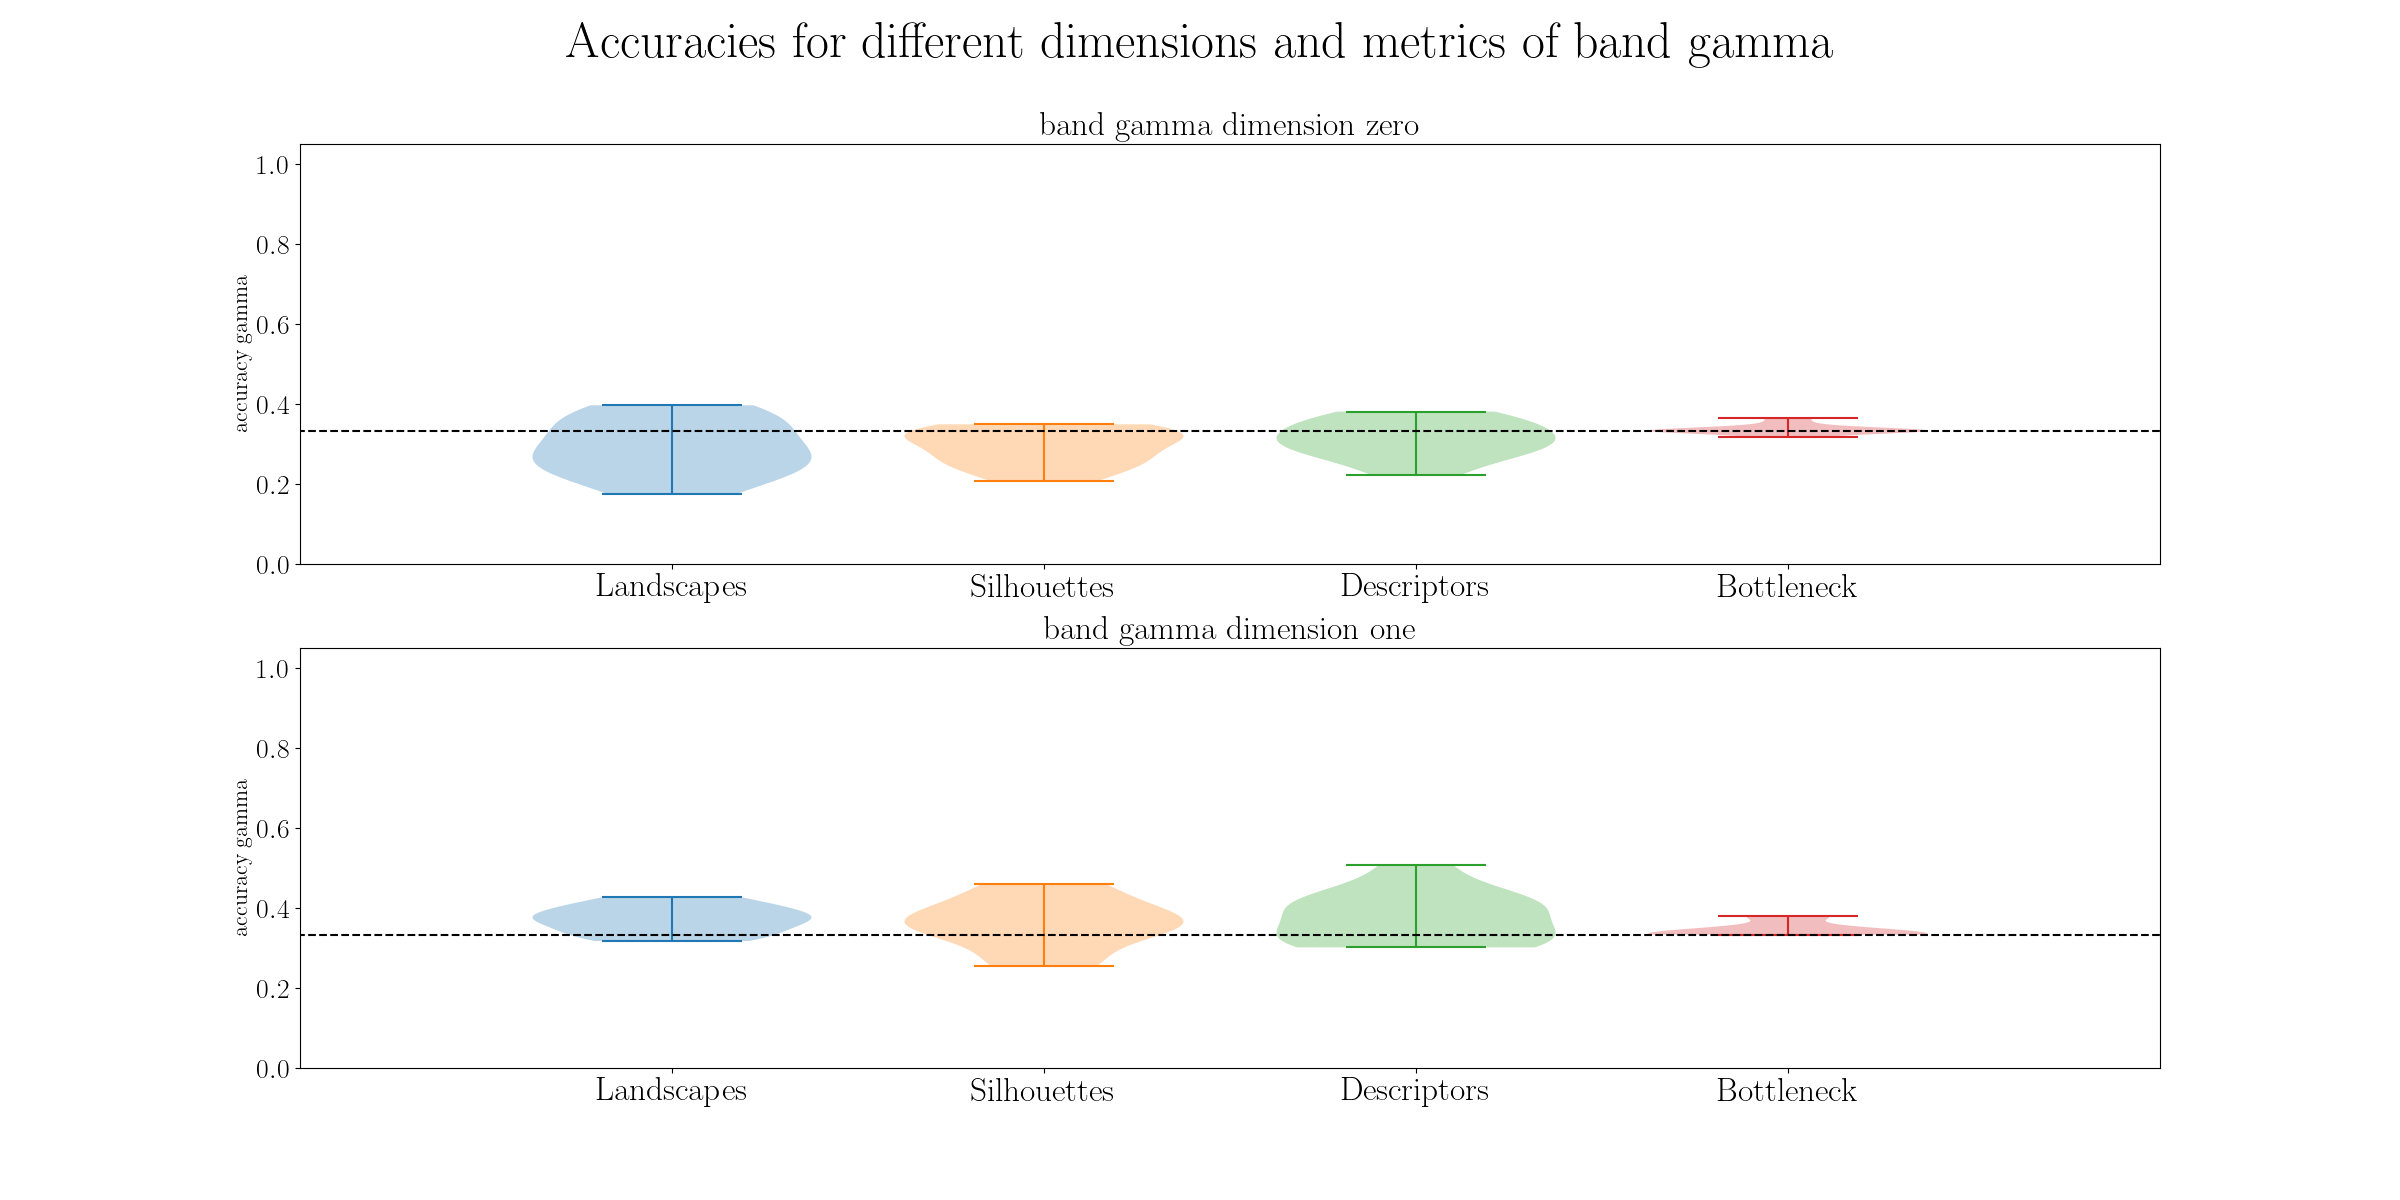 Accuracies for different dimensions and metrics of band gamma
band gamma dimension zero
accuracy gamma
1.0
0.8
0.6
0.4
0.2
0.0
Landscapes Silhouettes Descriptors Bottleneck
band gamma dimension one
accuracy gamma
1.0
0.8
0.6
0.4
0.2
0.0
Landscapes Silhouettes Descriptors Bottleneck